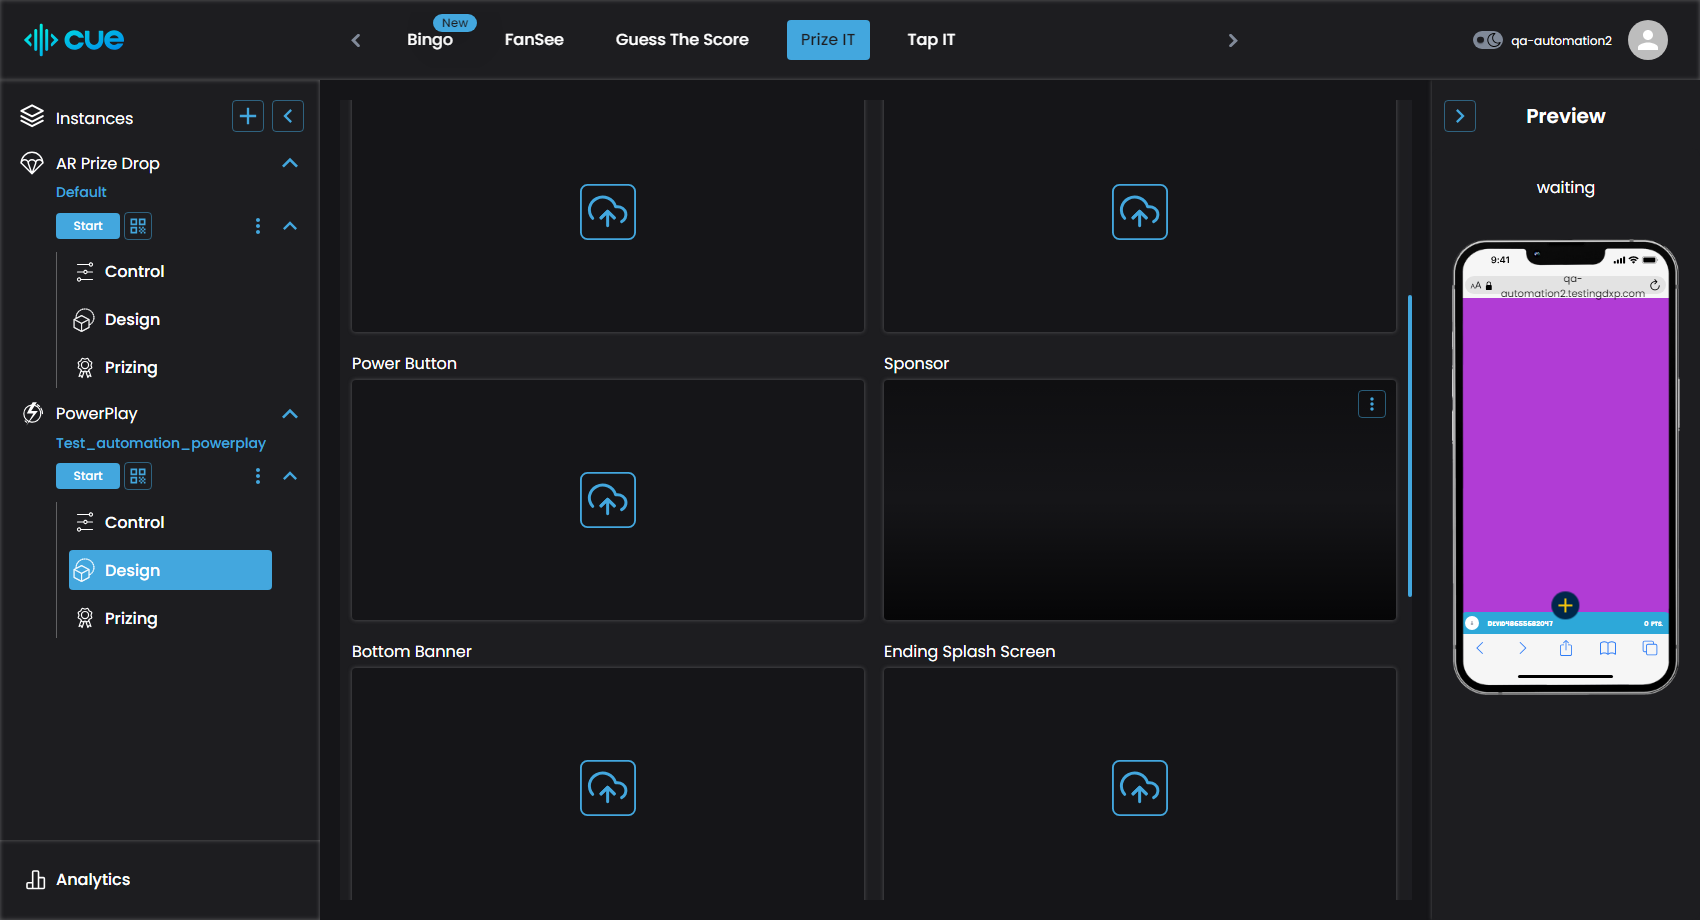 cue
New
Bingo
FanSee
Guess The Score
Prize IT
Tap IT
qa-automation2
Instances
AR Prize Drop
Default
Start
Control
Design
Prizing
PowerPlay
Test_automation_powerplay
Start
Control
Design
Prizing
Analytics
Power Button
Sponsor
Bottom Banner
Ending Splash Screen
Preview
waiting
9:41
AA
qa-
automation2.testingdxp.com
0 PTS.